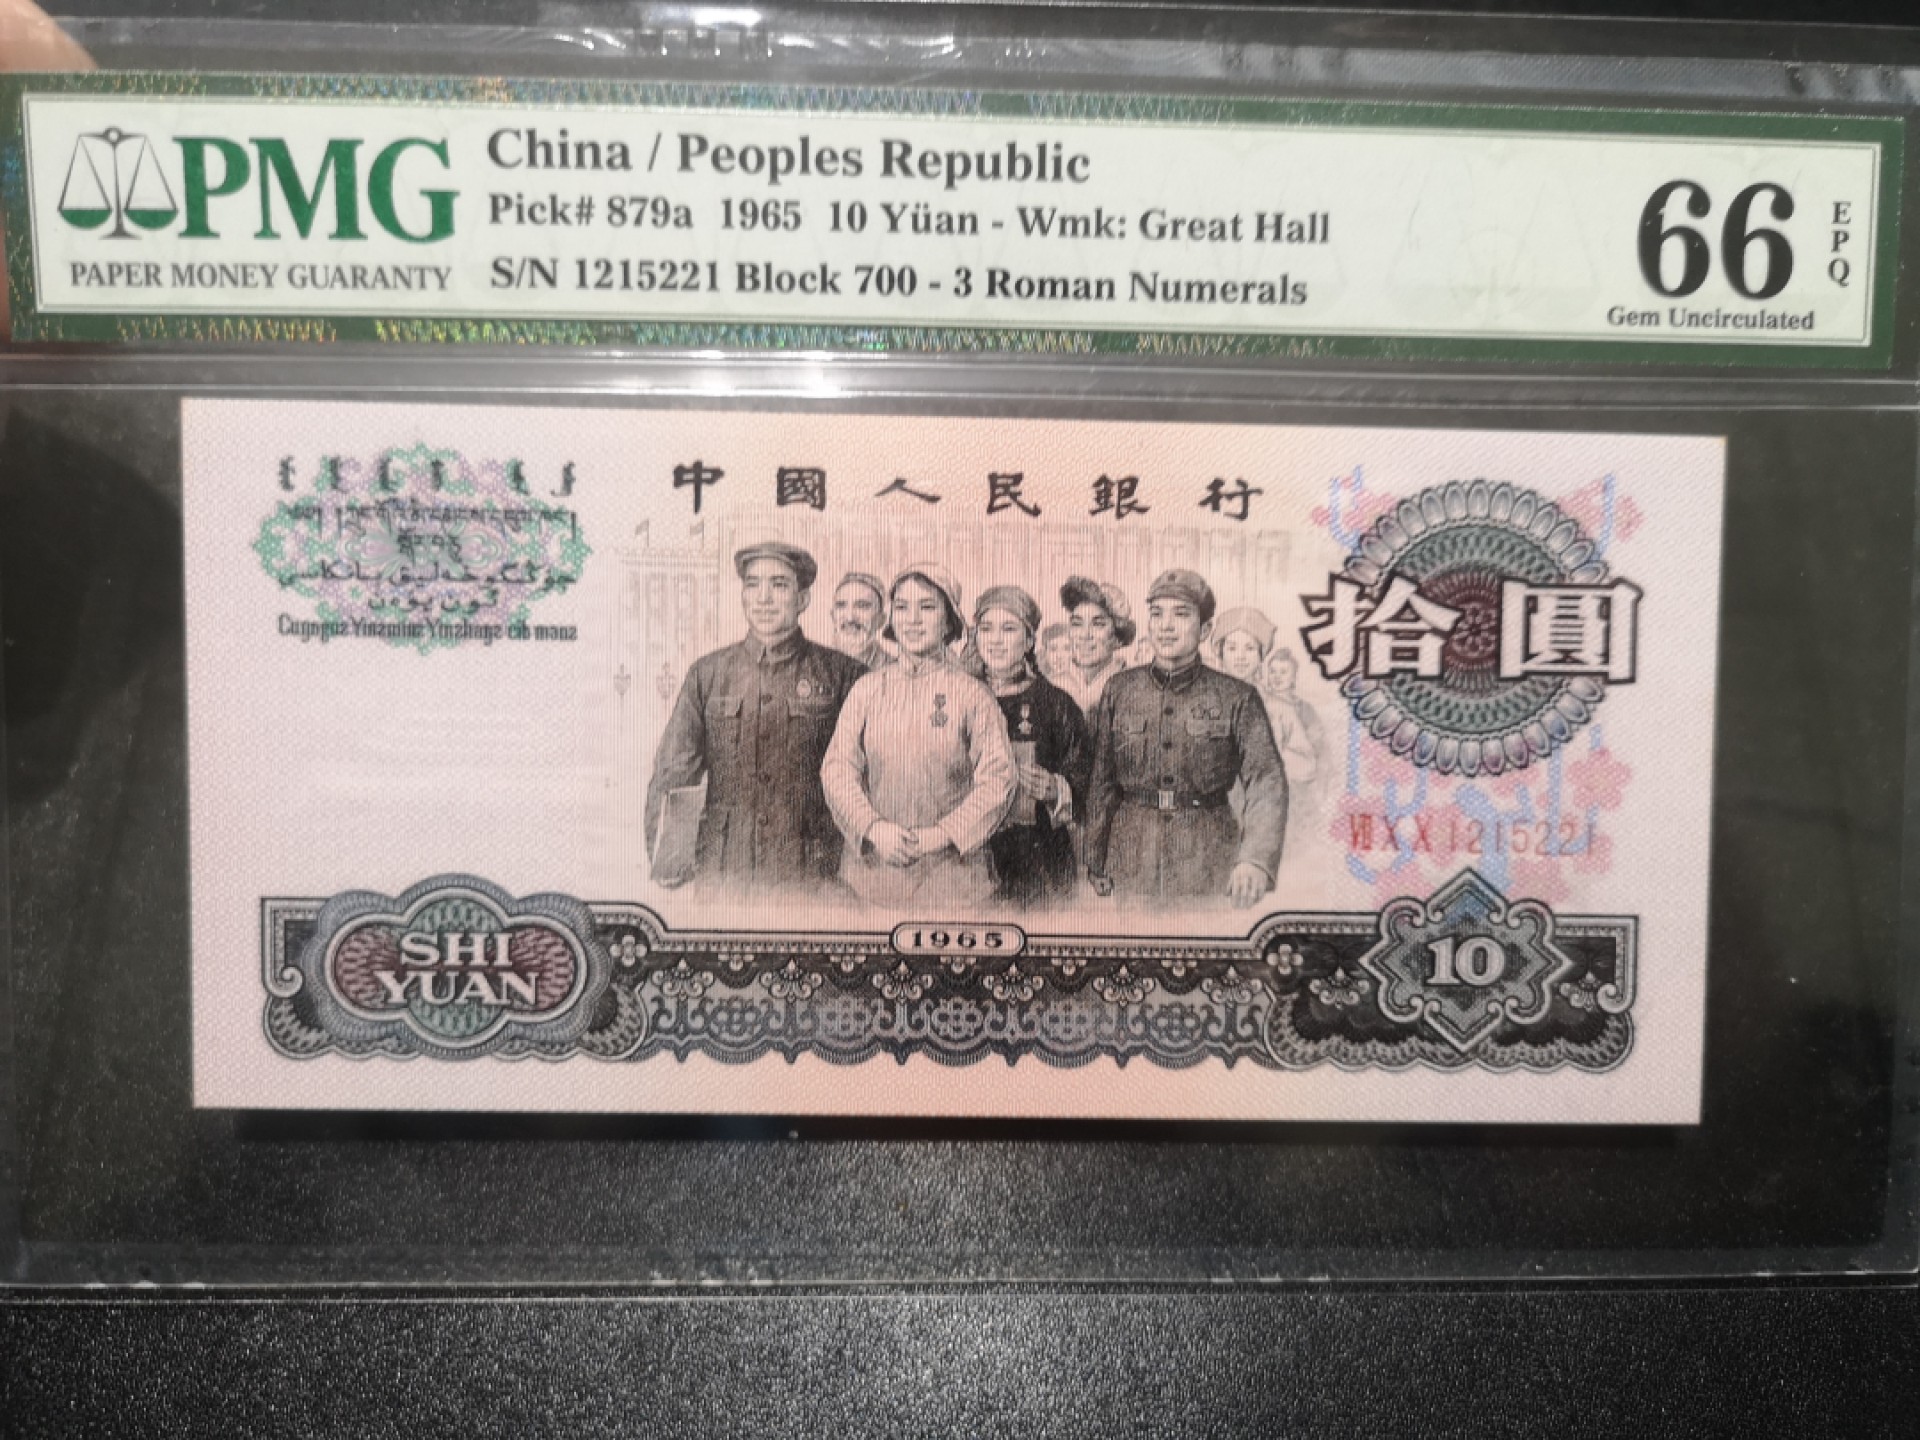 PMG
PAPER MONEY GUARANTY
China / Peoples Republic
Pick# 879a 1965 10 Yüan - Wmk: Great Hall
S/N 1215221 Block 700 - 3 Roman Numerals
66
EPQ
Gem Uncirculated
中國人民銀行
拾圓
VIII X X 1215221
1965
SHI
YUAN
10